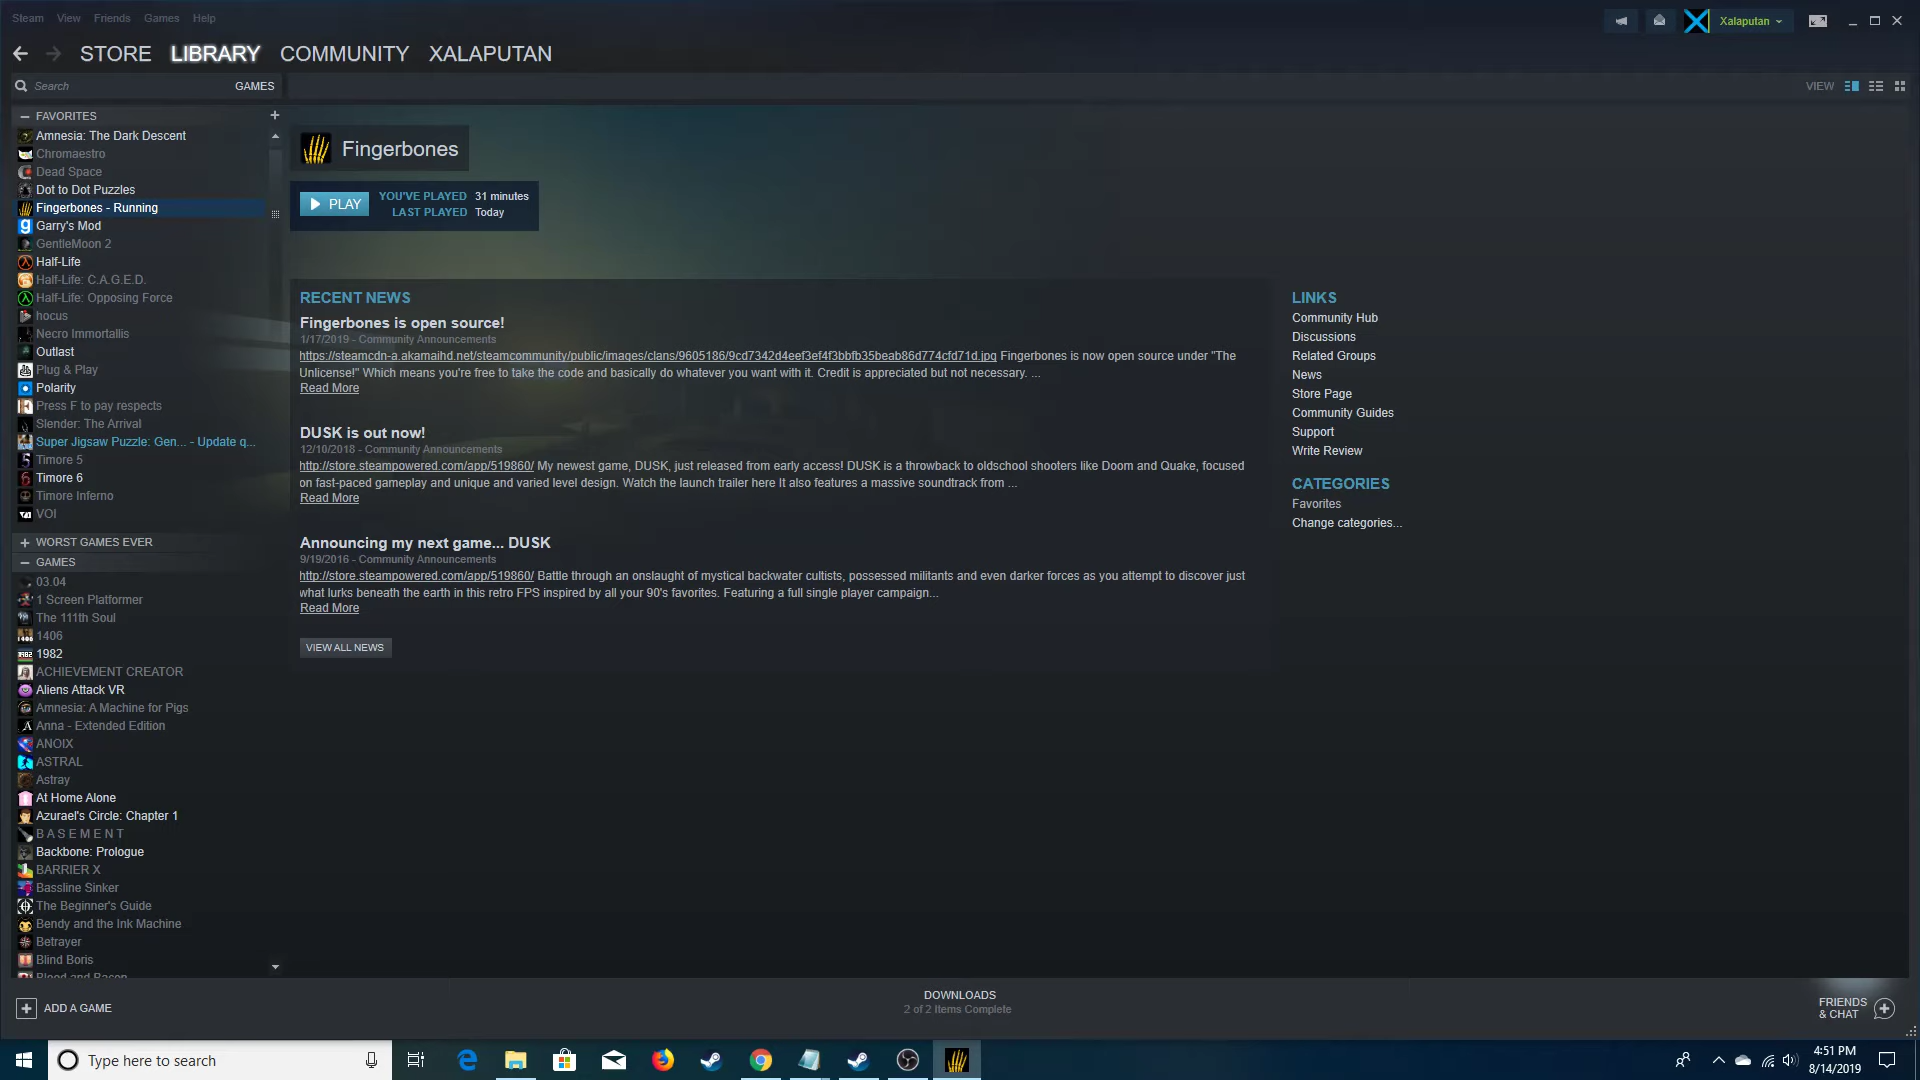 Steam View Friends Games Help
Xalaputan
STORE LIBRARY COMMUNITY XALAPUTAN
Search GAMES
VIEW
— FAVORITES +
Amnesia: The Dark Descent
Chromaestro
Dead Space
Dot to Dot Puzzles
Fingerbones - Running
Garry's Mod
GentleMoon 2
Half-Life
Half-Life: C.A.G.E.D.
Half-Life: Opposing Force
hocus
Necro Immortallis
Outlast
Plug & Play
Polarity
Press F to pay respects
Slender: The Arrival
Super Jigsaw Puzzle: Gen... - Update q...
Timore 5
Timore 6
Timore Inferno
VOI
+ WORST GAMES EVER
— GAMES
03.04
1 Screen Platformer
The 111th Soul
1406
1982
ACHIEVEMENT CREATOR
Aliens Attack VR
Amnesia: A Machine for Pigs
Anna - Extended Edition
ANOIX
ASTRAL
Astray
At Home Alone
Azurael's Circle: Chapter 1
B A S E M E N T
Backbone: Prologue
BARRIER X
Bassline Sinker
The Beginner's Guide
Bendy and the Ink Machine
Betrayer
Blind Boris
Blood and Bacon
Fingerbones
PLAY
YOU'VE PLAYED 31 minutes
LAST PLAYED Today
RECENT NEWS
Fingerbones is open source!
1/17/2019 - Community Announcements
https://steamcdn-a.akamaihd.net/steamcommunity/public/images/clans/9605186/9cd7342d4eef3ef4f3bbfb35beab86d774cfd71d.jpg Fingerbones is now open source under "The
Unlicense!" Which means you're free to take the code and basically do whatever you want with it. Credit is appreciated but not necessary. ...
Read More
DUSK is out now!
12/10/2018 - Community Announcements
http://store.steampowered.com/app/519860/ My newest game, DUSK, just released from early access! DUSK is a throwback to oldschool shooters like Doom and Quake, focused
on fast-paced gameplay and unique and varied level design. Watch the launch trailer here It also features a massive soundtrack from ...
Read More
Announcing my next game... DUSK
9/19/2016 - Community Announcements
http://store.steampowered.com/app/519860/ Battle through an onslaught of mystical backwater cultists, possessed militants and even darker forces as you attempt to discover just
what lurks beneath the earth in this retro FPS inspired by all your 90's favorites. Featuring a full single player campaign...
Read More
VIEW ALL NEWS
LINKS
Community Hub
Discussions
Related Groups
News
Store Page
Community Guides
Support
Write Review
CATEGORIES
Favorites
Change categories...
+ ADD A GAME
DOWNLOADS
2 of 2 Items Complete
FRIENDS
& CHAT
Type here to search
4:51 PM
8/14/2019